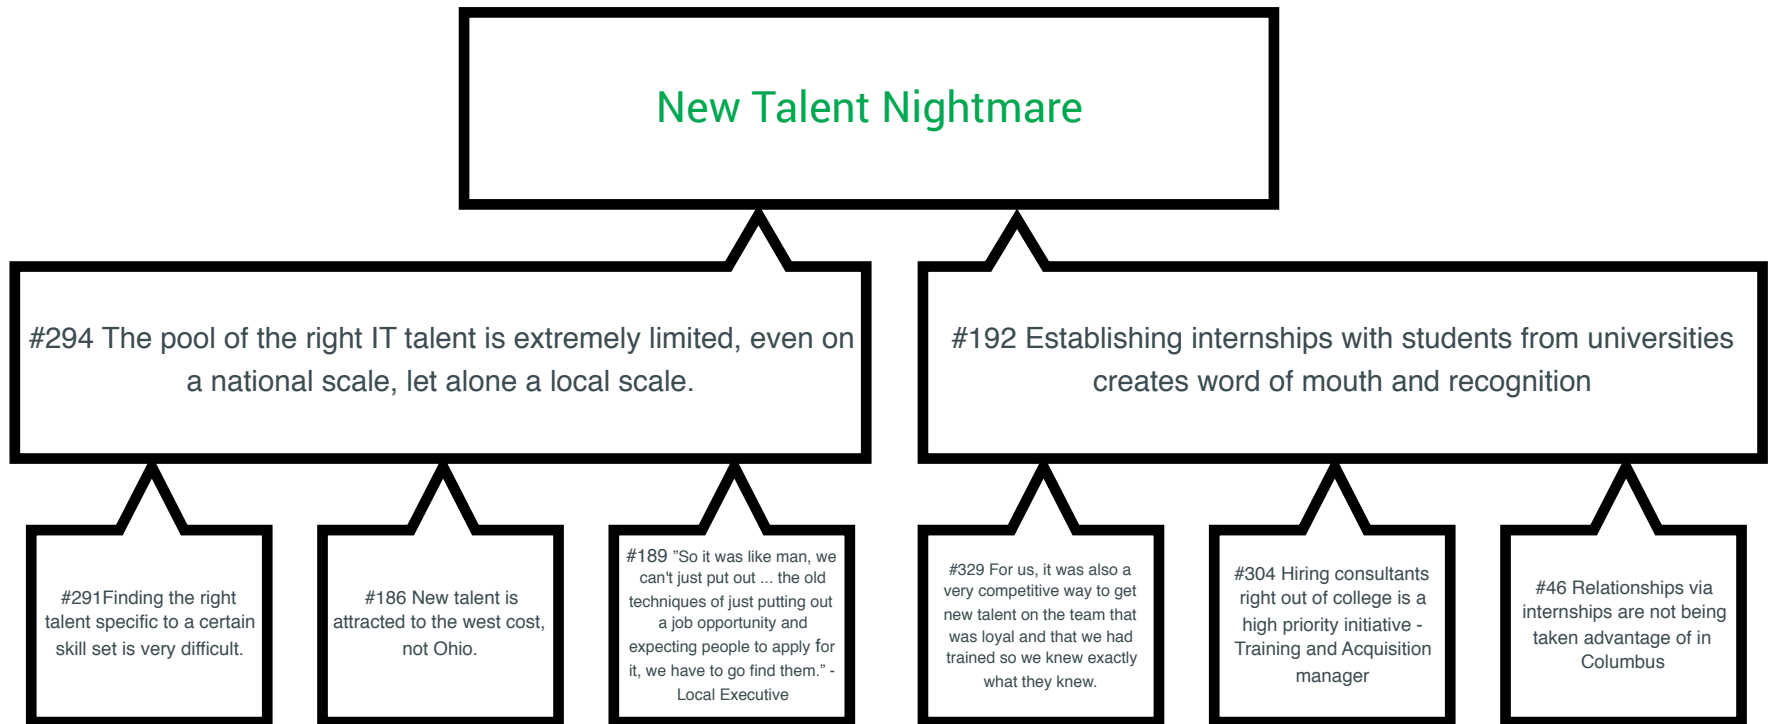 New Talent Nightmare
#294 The pool of the right IT talent is extremely limited, even on
a national scale, let alone a local scale.
#192 Establishing internships with students from universities
creates word of mouth and recognition
#291Finding the right
talent specific to a certain
skill set is very difficult.
#186 New talent is
attracted to the west cost,
not Ohio.
#189 ”So it was like man, we
can't just put out ... the old
techniques of just putting out
a job opportunity and
expecting people to apply for
it, we have to go find them.” -
Local Executive
#329 For us, it was also a
very competitive way to get
new talent on the team that
was loyal and that we had
trained so we knew exactly
what they knew.
#304 Hiring consultants
right out of college is a
high priority initiative -
Training and Acquisition
manager
#46 Relationships via
internships are not being
taken advantage of in
Columbus